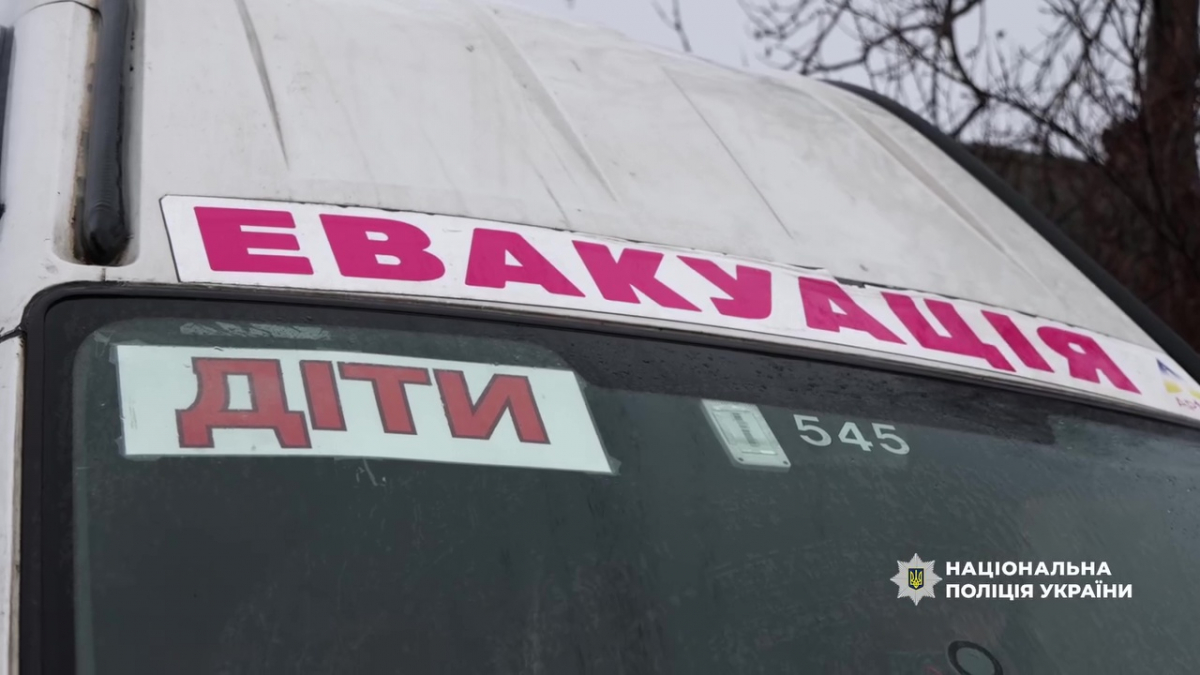 ЕВАКУАЦІЯ
ДІТИ
545
НАЦІОНАЛЬНА
ПОЛІЦІЯ УКРАЇНИ